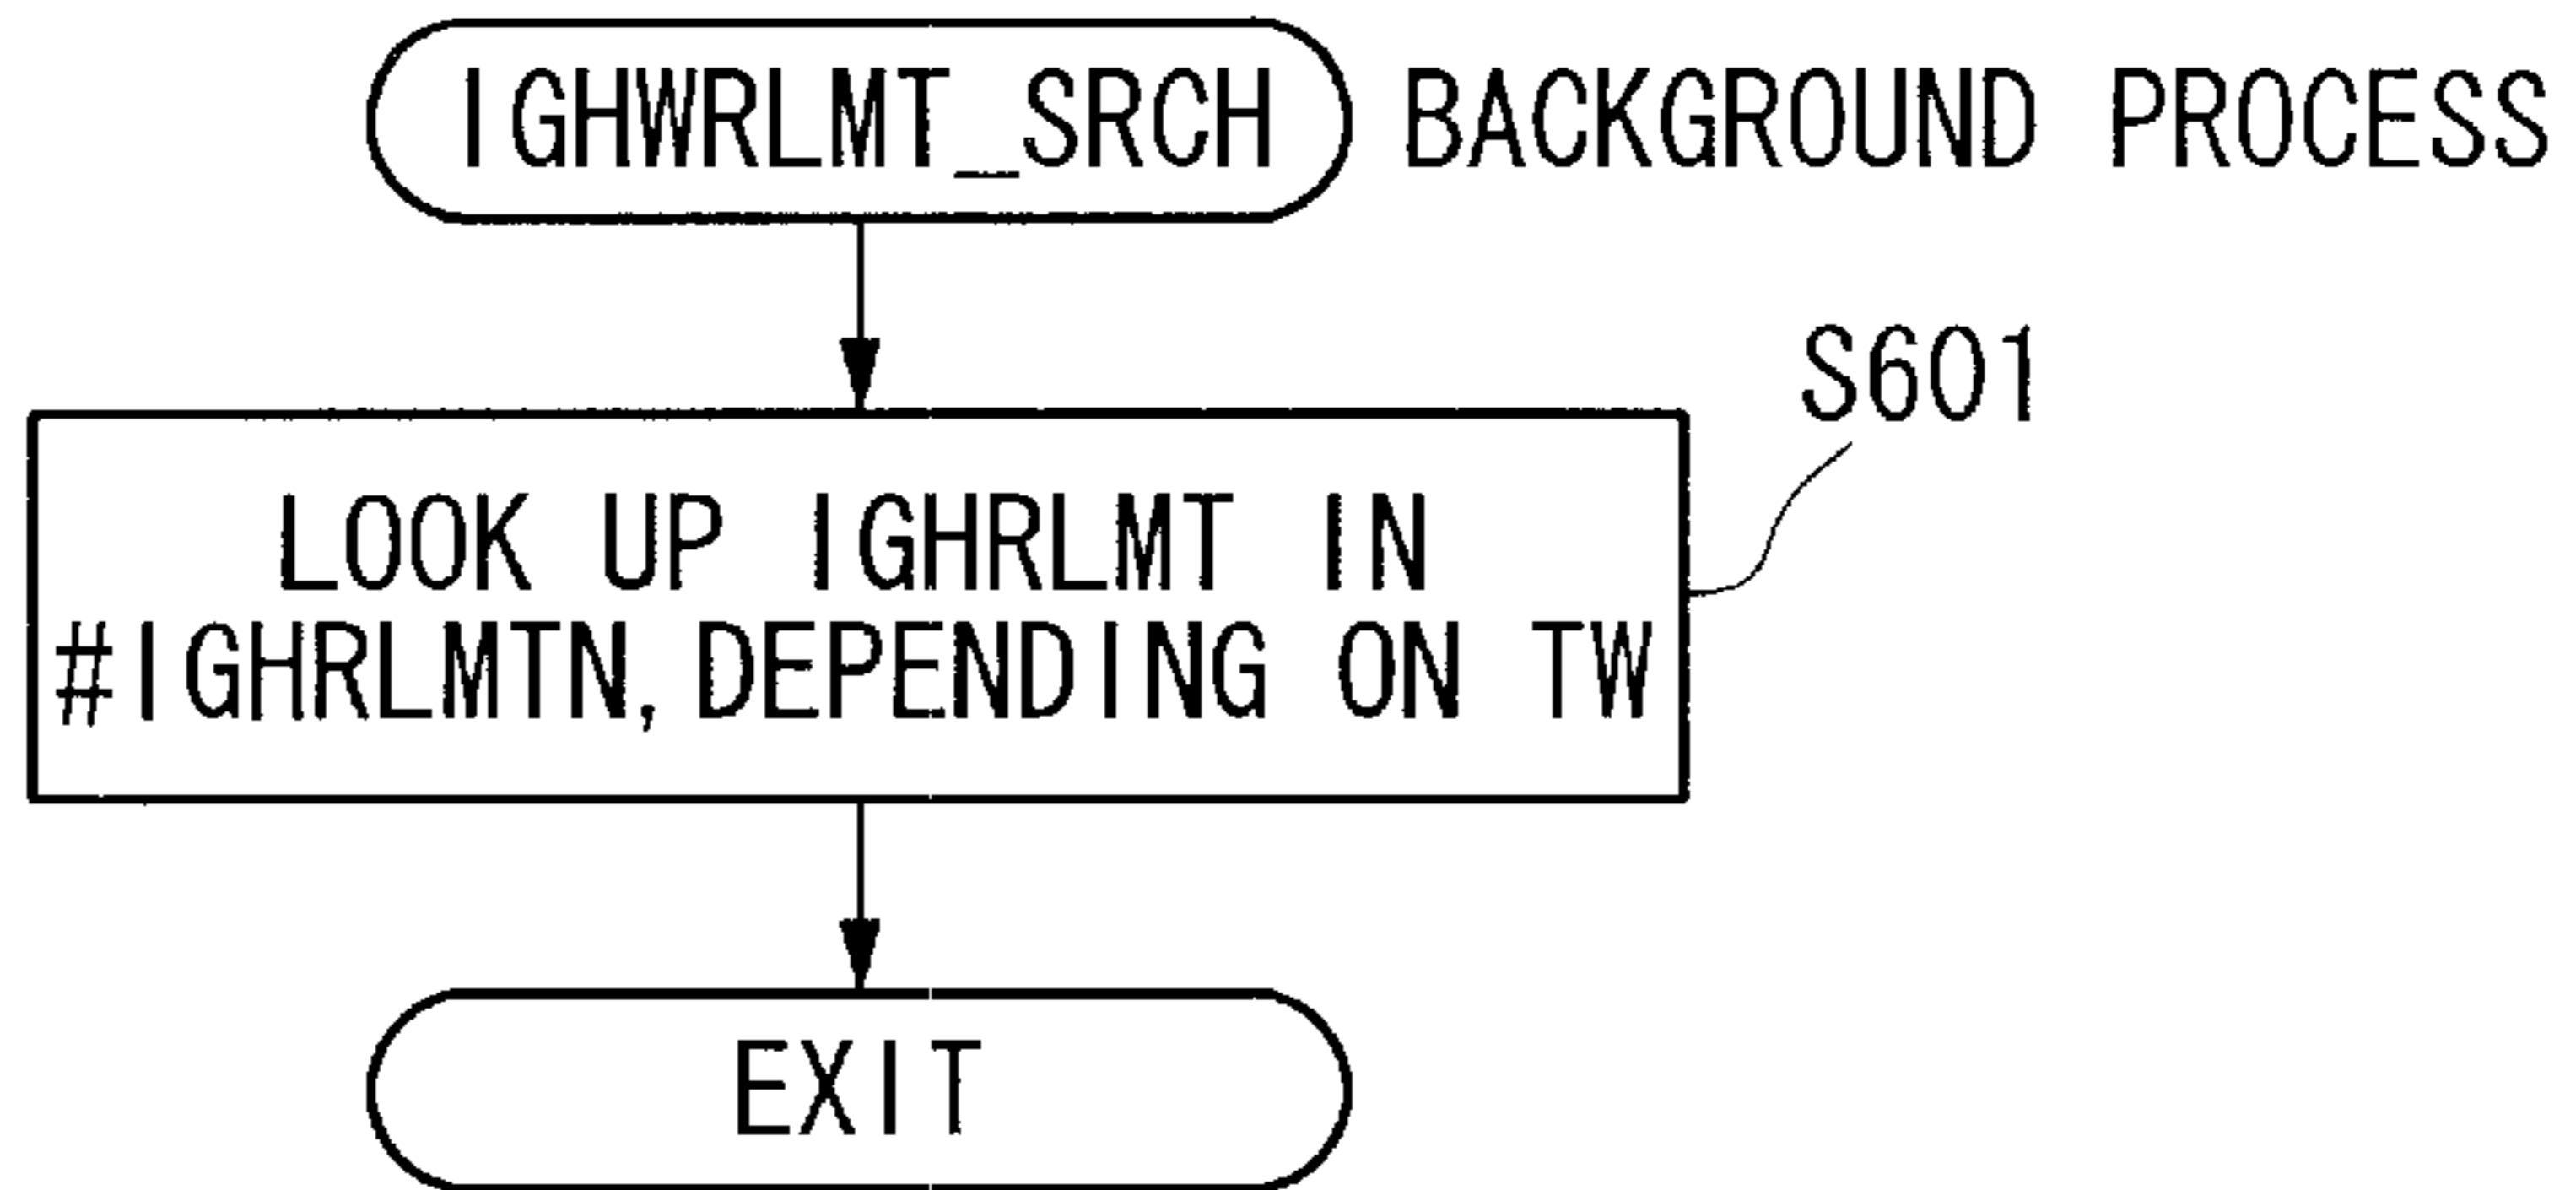 IGHWRLMT_SRCH BACKGROUND PROCESS
S601
LOOK UP IGHRLMT IN
#IGHRLMTN, DEPENDING ON TW
EXIT